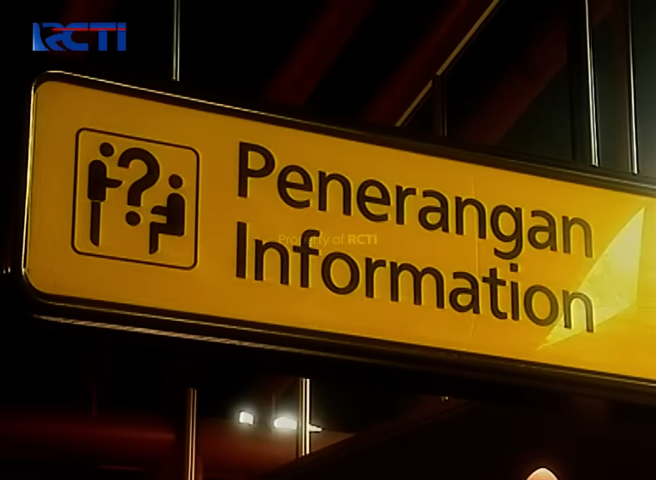 RCTI
?
Penerangan
Information
Property of RCTI